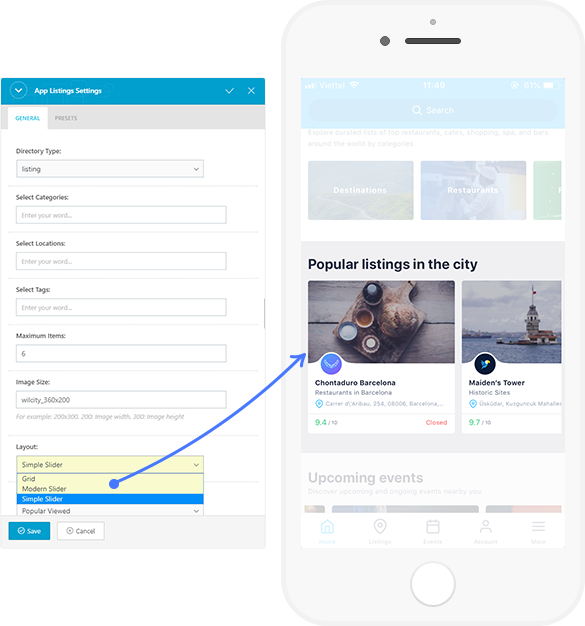 App Listings Settings
GENERAL
PRESETS
Directory Type:
listing
Select Categories:
Enter your word...
Select Locations:
Enter your word...
Select Tags:
Enter your word...
Maximum Items:
6
Image Size:
wilcity_360x200
For example: 200x300, 200: Image width, 300: Image height
Layout:
Simple Slider
Grid
Modern Slider
Simple Slider
Popular Viewed
Save
Cancel
Viettel
11:49
61%
Search
Explore curated lists of top restaurants, cafes, shopping, spa, and bars
around the world by categories
Destinations
Restaurants
Popular listings in the city
Chontaduro Barcelona
Restaurants in Barcelona
Carrer d'Aribau, 254, 08006, Barcelona,...
9.4 / 10
Closed
Maiden's Tower
Historic Sites
Üsküdar, Kuzguncuk Mahallesi
9.7 / 10
Upcoming events
Discover upcoming and ongoing events nearby you
Home
Listings
Events
Account
More